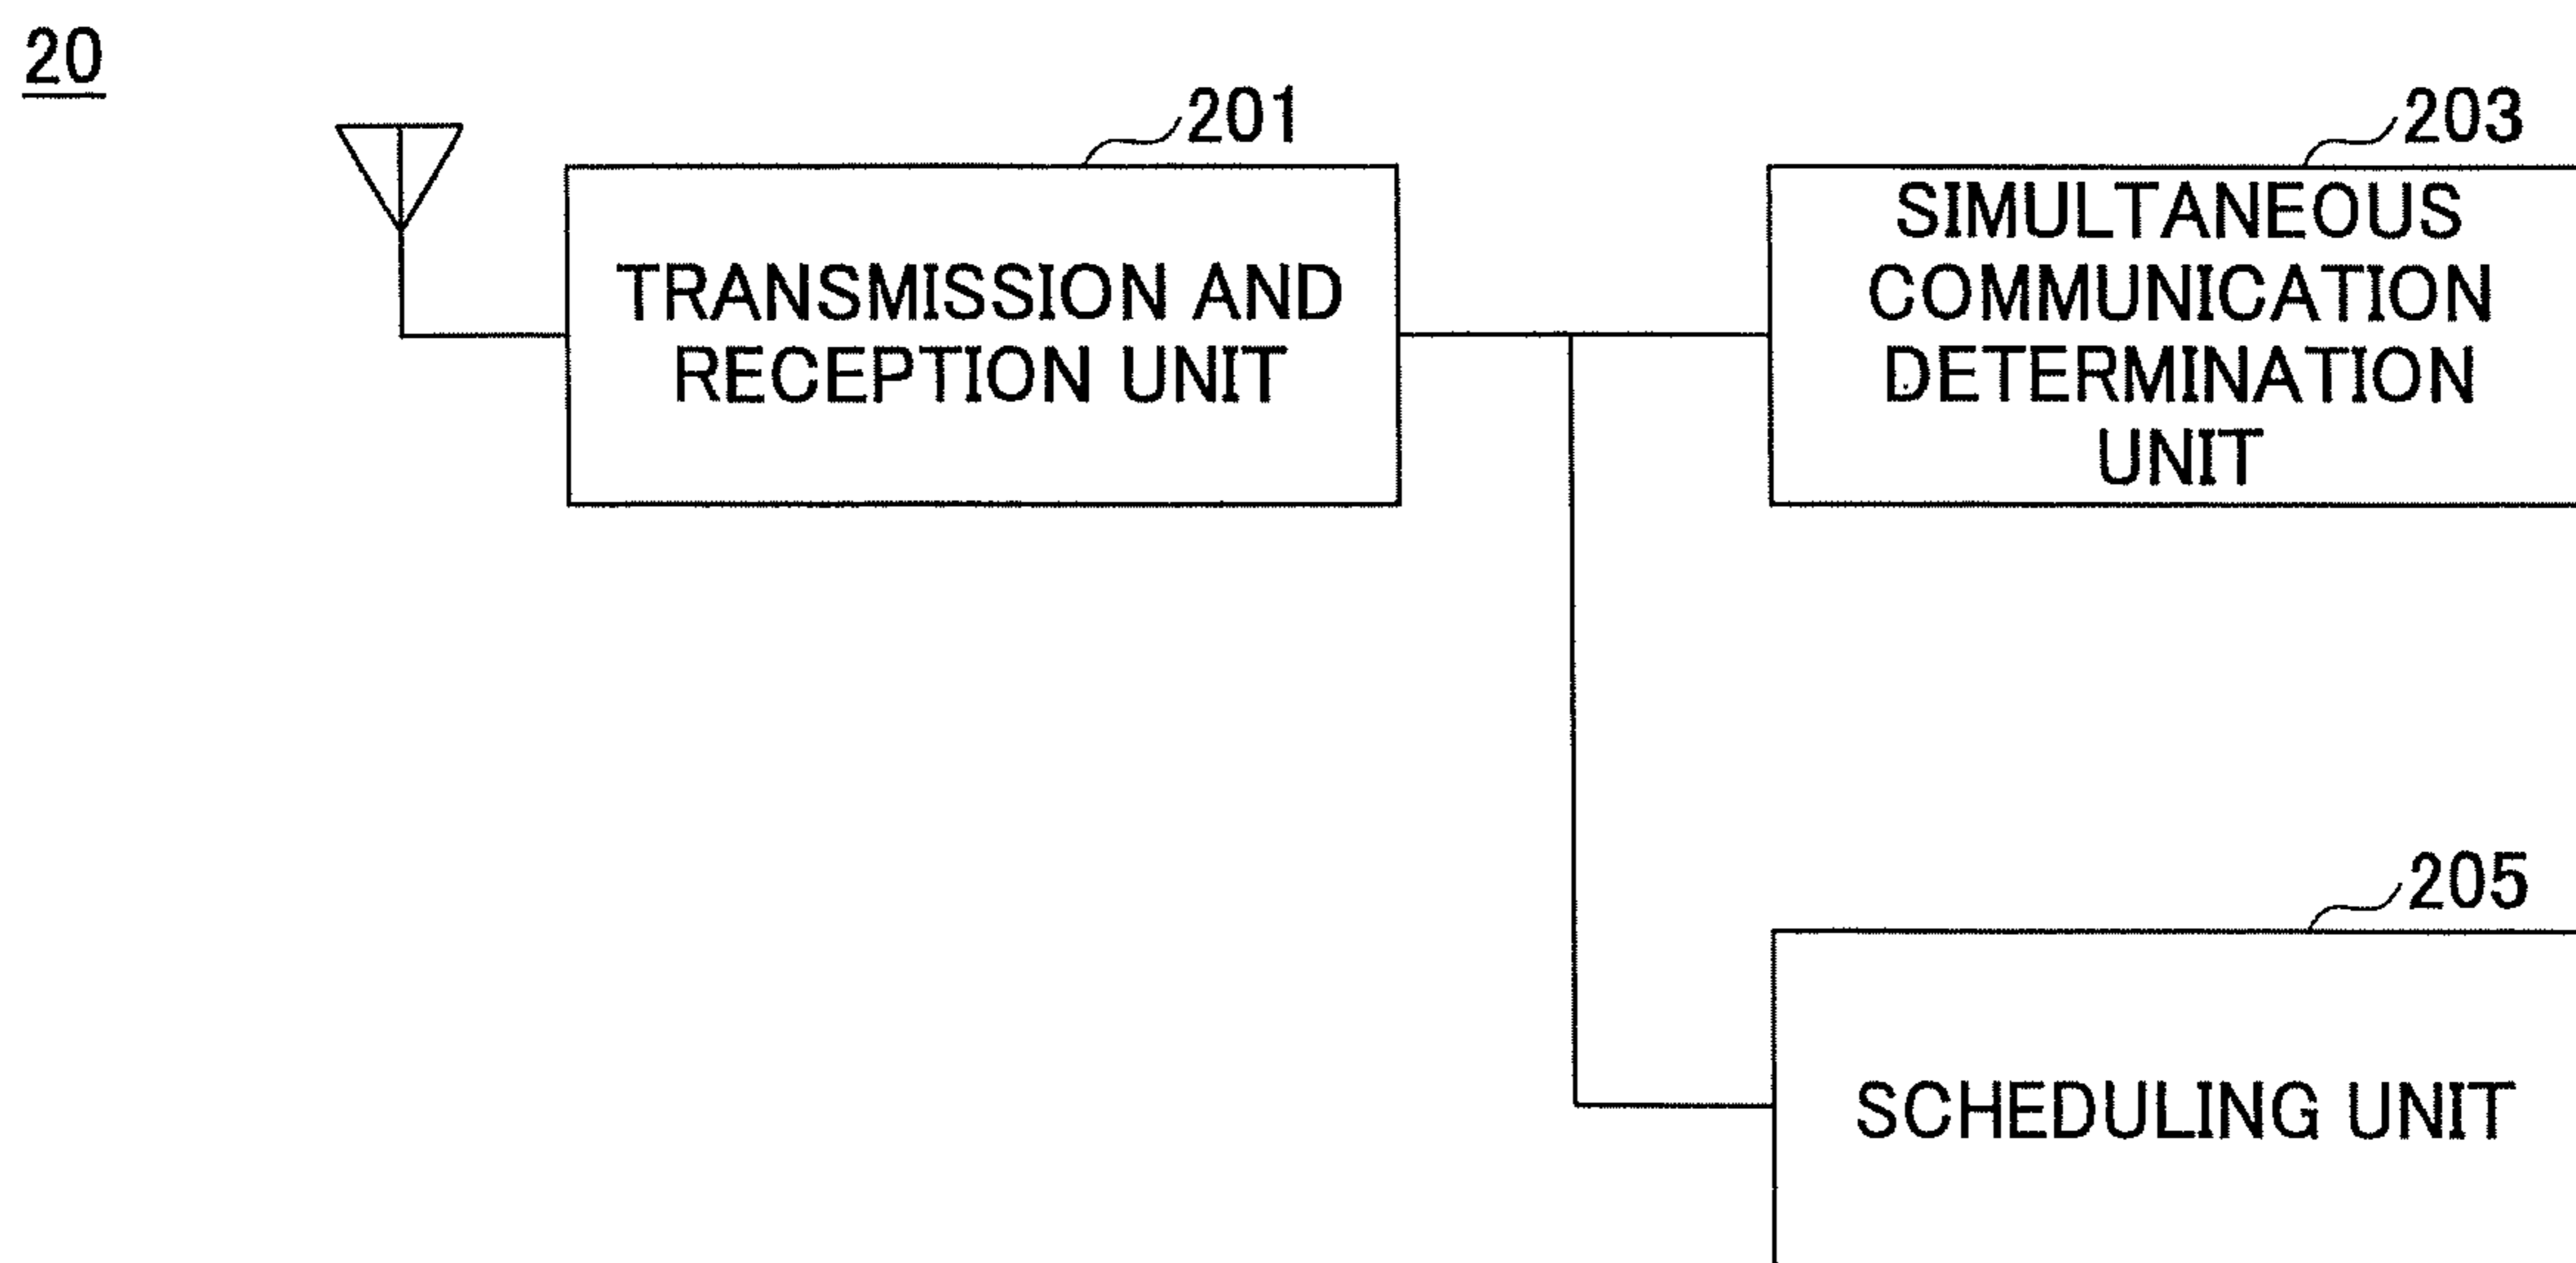 20
201
TRANSMISSION AND
RECEPTION UNIT
203
SIMULTANEOUS
COMMUNICATION
DETERMINATION
UNIT
205
SCHEDULING UNIT